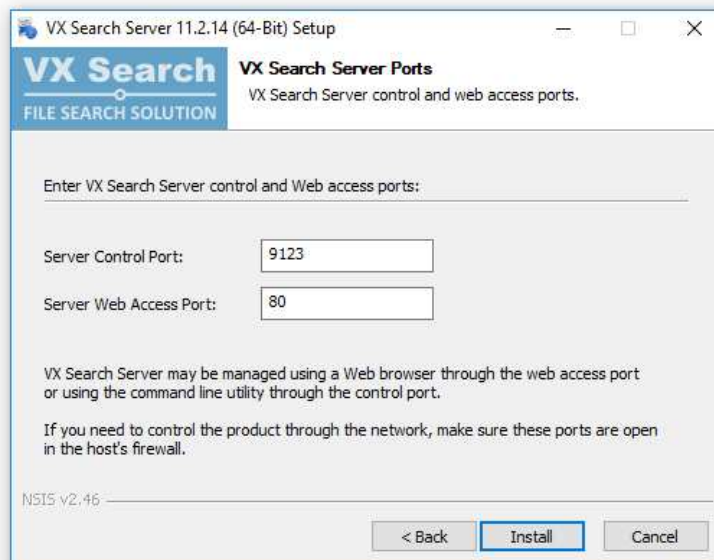 VX Search Server 11.2.14 (64-Bit) Setup
VX Search
FILE SEARCH SOLUTION
VX Search Server Ports
VX Search Server control and web access ports.
Enter VX Search Server control and Web access ports:
Server Control Port: 9123
Server Web Access Port: 80
VX Search Server may be managed using a Web browser through the web access port
or using the command line utility through the control port.
If you need to control the product through the network, make sure these ports are open
in the host's firewall.
NSIS v2.46
< Back Install Cancel